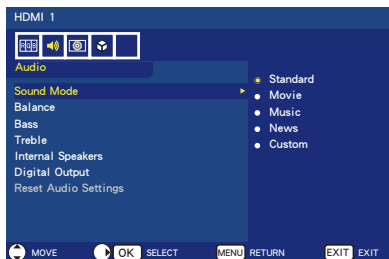 HDMI 1
RGB
Audio
Sound Mode
Balance
Bass
Treble
Internal Speakers
Digital Output
Reset Audio Settings
Standard
Movie
Music
News
Custom
MOVE OK SELECT MENU RETURN EXIT EXIT